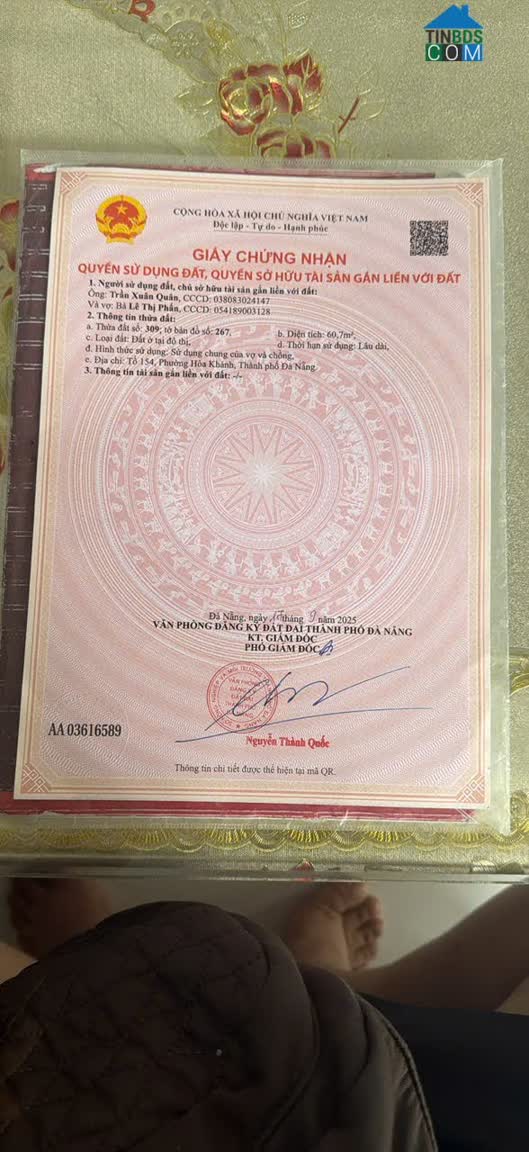 TINBDS
COM
CỘNG HÒA XÃ HỘI CHỦ NGHĨA VIỆT NAM
Độc lập - Tự do - Hạnh phúc
GIẤY CHỨNG NHẬN
QUYỀN SỬ DỤNG ĐẤT, QUYỀN SỞ HỮU TÀI SẢN GẮN LIỀN VỚI ĐẤT
1. Người sử dụng đất, chủ sở hữu tài sản gắn liền với đất:
Ông: Trần Xuân Quân, CCCD: 038083024147
Và vợ: Bà Lê Thị Phấn, CCCD: 054189003128
2. Thông tin thửa đất:
a. Thửa đất số: 309; tờ bản đồ số: 267, b. Diện tích: 60,7m²,
c. Loại đất: Đất ở tại đô thị, d. Thời hạn sử dụng: Lâu dài,
đ. Hình thức sử dụng: Sử dụng chung của vợ và chồng,
e. Địa chỉ: Tổ 154, Phường Hòa Khánh, Thành phố Đà Nẵng.
3. Thông tin tài sản gắn liền với đất: -/-
Đà Nẵng, ngày tháng 9 năm 2025
VĂN PHÒNG ĐĂNG KÝ ĐẤT ĐAI THÀNH PHỐ ĐÀ NẴNG
KT. GIÁM ĐỐC
PHÓ GIÁM ĐỐC
VĂN PHÒNG
ĐĂNG KÝ
ĐẤT ĐAI
AA 03616589
Nguyễn Thành Quốc
Thông tin chi tiết được thể hiện tại mã QR.